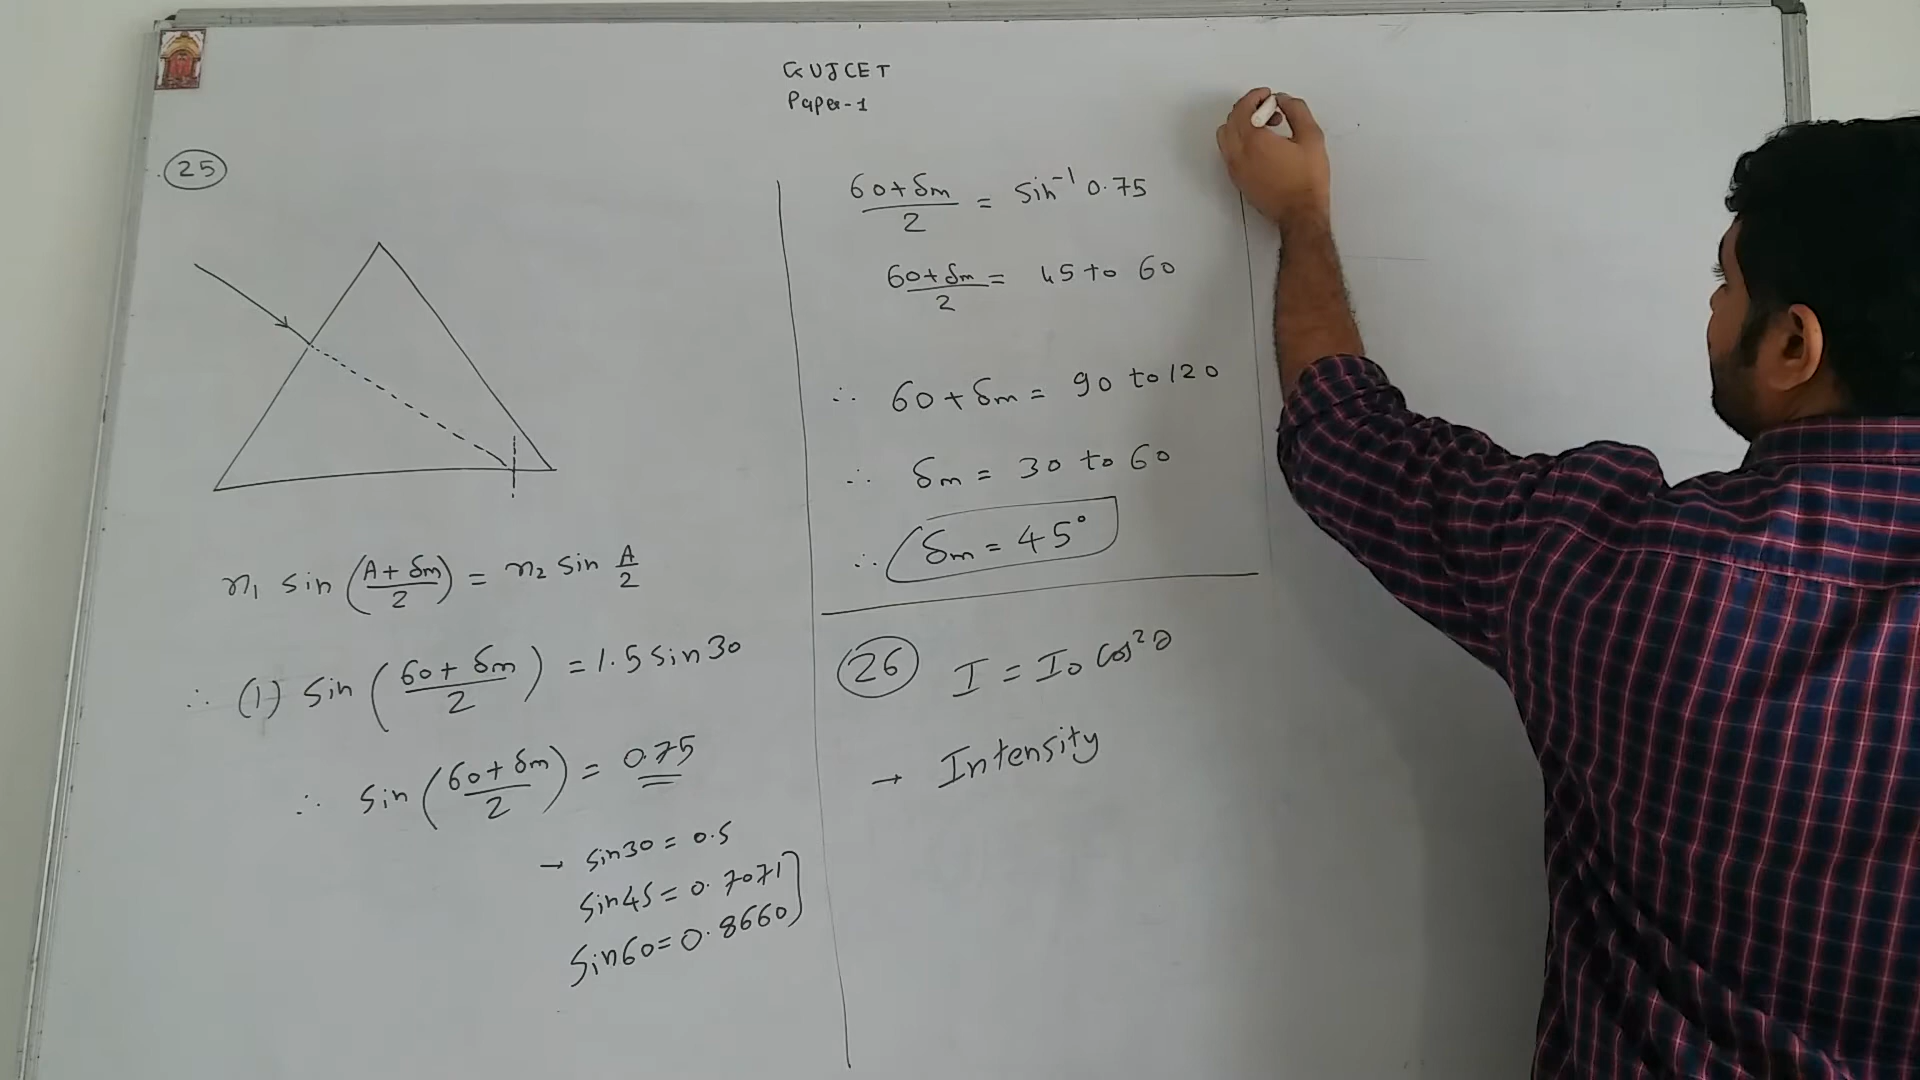 GUJCET
Paper-1
25
n₁ sin ((A+δm)/2) = n₂ sin A/2
∴ (1) sin ((60+δm)/2) = 1.5 sin30
∴ sin ((60+δm)/2) = 0.75
→ sin30 = 0.5
sin45 = 0.7071
sin60 = 0.8660
(60+δm)/2 = sin⁻¹ 0.75
(60+δm)/2 = 45 to 60
∴ 60+δm = 90 to 120
∴ δm = 30 to 60
∴ δm = 45°
26 I = I₀ cos²θ
→ Intensity